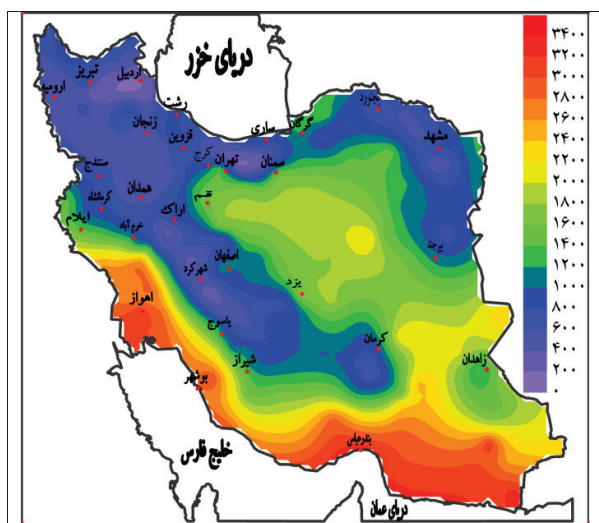 دریای خزر
تبریز
اردبیل
ارومیه
رشت
زنجان
قزوین
ساری
گرگان
بجنورد
مشهد
کرج
تهران
سمنان
سنندج
همدان
قم
کرمانشاه
اراک
ایلام
خرم آباد
اصفهان
بیرجند
شهرکرد
یزد
اهواز
یاسوج
کرمان
شیراز
زاهدان
بوشهر
بندرعباس
خلیج فارس
دریای عمان
۳۴۰۰
۳۲۰۰
۳۰۰۰
۲۸۰۰
۲۶۰۰
۲۴۰۰
۲۲۰۰
۲۰۰۰
۱۸۰۰
۱۶۰۰
۱۴۰۰
۱۲۰۰
۱۰۰۰
۸۰۰
۶۰۰
۴۰۰
۲۰۰
۰